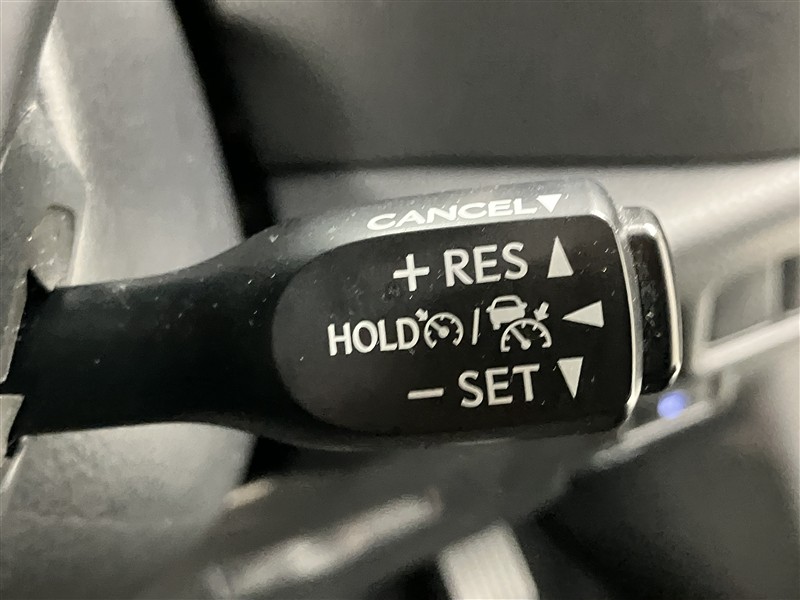 CANCEL▼
+ RES ▲
HOLD / ◀
− SET ▼